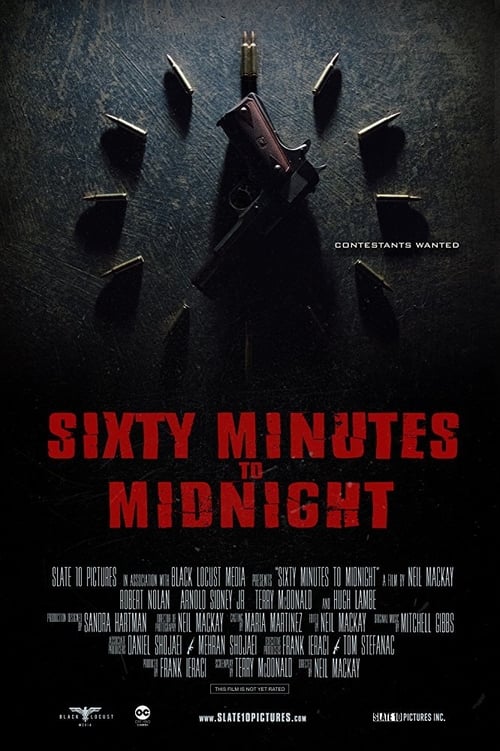 CONTESTANTS WANTED
SIXTY MINUTES
TO
MIDNIGHT
SLATE 10 PICTURES IN ASSOCIATION WITH BLACK LOCUST MEDIA PRESENTS "SIXTY MINUTES TO MIDNIGHT" A FILM BY NEIL MACKAY
ROBERT NOLAN ARNOLD SIDNEY JR TERRY MCDONALD AND HUGH LAMBE
PRODUCTION DESIGNER BY SANDRA HARTMAN DIRECTOR OF PHOTOGRAPHY NEIL MACKAY CASTING BY MARIA MARTINEZ EDITED BY NEIL MACKAY ORIGINAL MUSIC BY MITCHELL GIBBS
ASSOCIATE PRODUCERS DANIEL SHOJAEI & MEHRAN SHOJAEI EXECUTIVE PRODUCERS FRANK IERACI & TOM STEFANAC
PRODUCED BY FRANK IERACI SCREENPLAY BY TERRY MCDONALD DIRECTED BY NEIL MACKAY
THIS FILM IS NOT YET RATED
BLACK LOCUST
MEDIA
OC
WWW.SLATE10PICTURES.COM
SLATE 10 PICTURES INC.